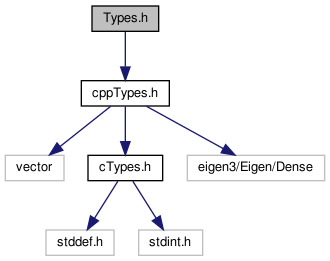 Types.h
cppTypes.h
vector
cTypes.h
eigen3/Eigen/Dense
stddef.h
stdint.h